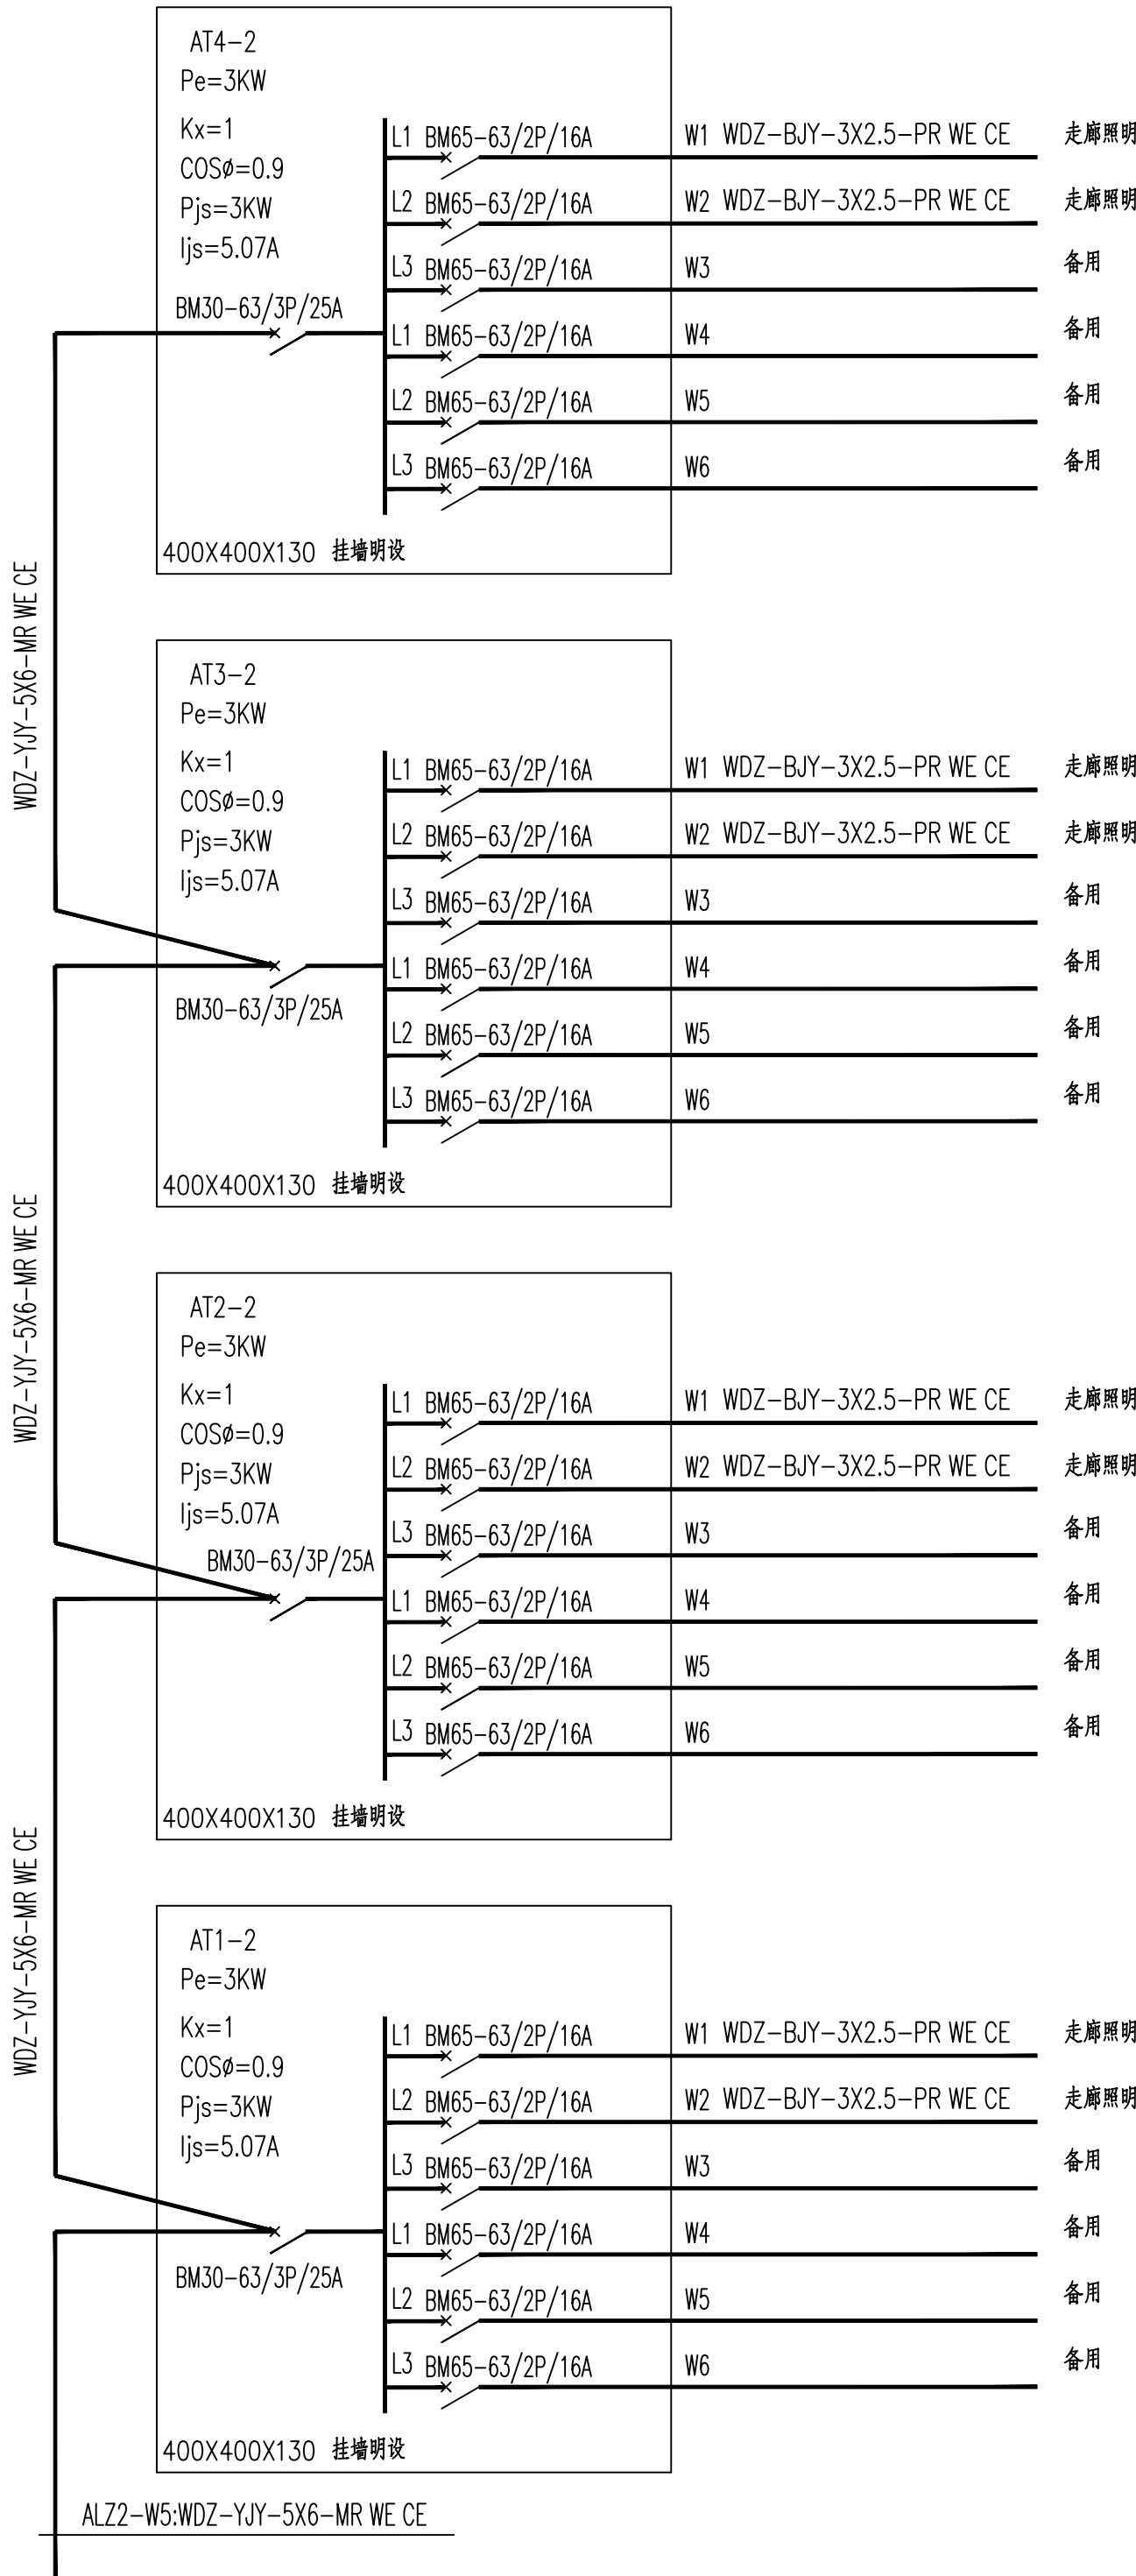 AT4-2
Pe=3KW
Kx=1
COSø=0.9
Pjs=3KW
Ijs=5.07A
BM30-63/3P/25A
L1 BM65-63/2P/16A W1 WDZ-BJY-3X2.5-PR WE CE 走廊照明
L2 BM65-63/2P/16A W2 WDZ-BJY-3X2.5-PR WE CE 走廊照明
L3 BM65-63/2P/16A W3 备用
L1 BM65-63/2P/16A W4 备用
L2 BM65-63/2P/16A W5 备用
L3 BM65-63/2P/16A W6 备用
400X400X130 挂墙明设
WDZ-YJY-5X6-MR WE CE
AT3-2
Pe=3KW
Kx=1
COSø=0.9
Pjs=3KW
Ijs=5.07A
BM30-63/3P/25A
L1 BM65-63/2P/16A W1 WDZ-BJY-3X2.5-PR WE CE 走廊照明
L2 BM65-63/2P/16A W2 WDZ-BJY-3X2.5-PR WE CE 走廊照明
L3 BM65-63/2P/16A W3 备用
L1 BM65-63/2P/16A W4 备用
L2 BM65-63/2P/16A W5 备用
L3 BM65-63/2P/16A W6 备用
400X400X130 挂墙明设
WDZ-YJY-5X6-MR WE CE
AT2-2
Pe=3KW
Kx=1
COSø=0.9
Pjs=3KW
Ijs=5.07A
BM30-63/3P/25A
L1 BM65-63/2P/16A W1 WDZ-BJY-3X2.5-PR WE CE 走廊照明
L2 BM65-63/2P/16A W2 WDZ-BJY-3X2.5-PR WE CE 走廊照明
L3 BM65-63/2P/16A W3 备用
L1 BM65-63/2P/16A W4 备用
L2 BM65-63/2P/16A W5 备用
L3 BM65-63/2P/16A W6 备用
400X400X130 挂墙明设
WDZ-YJY-5X6-MR WE CE
AT1-2
Pe=3KW
Kx=1
COSø=0.9
Pjs=3KW
Ijs=5.07A
BM30-63/3P/25A
L1 BM65-63/2P/16A W1 WDZ-BJY-3X2.5-PR WE CE 走廊照明
L2 BM65-63/2P/16A W2 WDZ-BJY-3X2.5-PR WE CE 走廊照明
L3 BM65-63/2P/16A W3 备用
L1 BM65-63/2P/16A W4 备用
L2 BM65-63/2P/16A W5 备用
L3 BM65-63/2P/16A W6 备用
400X400X130 挂墙明设
ALZ2-W5:WDZ-YJY-5X6-MR WE CE